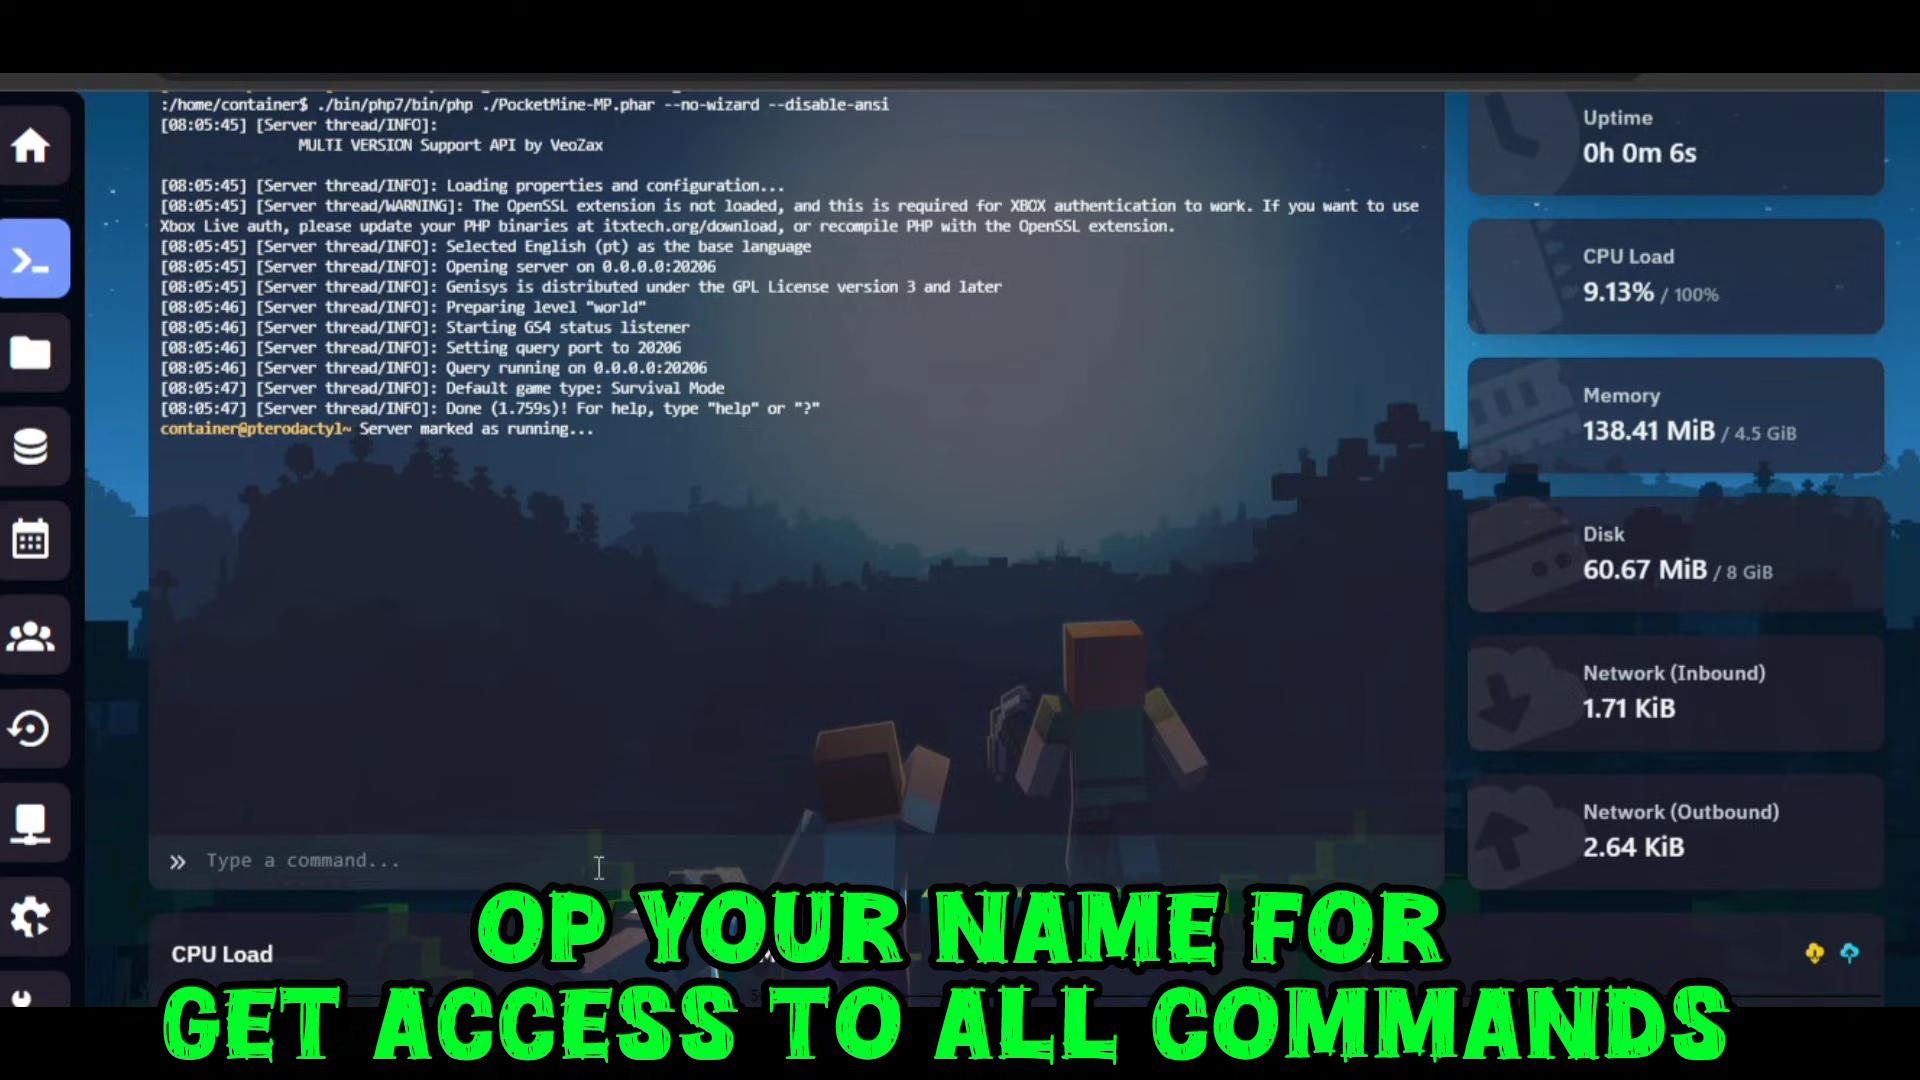 :/home/container$ ./bin/php7/bin/php ./PocketMine-MP.phar --no-wizard --disable-ansi
[08:05:45] [Server thread/INFO]:
MULTI VERSION Support API by VeoZax
[08:05:45] [Server thread/INFO]: Loading properties and configuration...
[08:05:45] [Server thread/WARNING]: The OpenSSL extension is not loaded, and this is required for XBOX authentication to work. If you want to use
Xbox Live auth, please update your PHP binaries at itxtech.org/download, or recompile PHP with the OpenSSL extension.
[08:05:45] [Server thread/INFO]: Selected English (pt) as the base language
[08:05:45] [Server thread/INFO]: Opening server on 0.0.0.0:20206
[08:05:45] [Server thread/INFO]: Genisys is distributed under the GPL License version 3 and later
[08:05:46] [Server thread/INFO]: Preparing level "world"
[08:05:46] [Server thread/INFO]: Starting GS4 status listener
[08:05:46] [Server thread/INFO]: Setting query port to 20206
[08:05:46] [Server thread/INFO]: Query running on 0.0.0.0:20206
[08:05:47] [Server thread/INFO]: Default game type: Survival Mode
[08:05:47] [Server thread/INFO]: Done (1.759s)! For help, type "help" or "?"
container@pterodactyl~ Server marked as running...
Type a command...
Uptime
0h 0m 6s
CPU Load
9.13% / 100%
Memory
138.41 MiB / 4.5 GiB
Disk
60.67 MiB / 8 GiB
Network (Inbound)
1.71 KiB
Network (Outbound)
2.64 KiB
CPU Load
OP YOUR NAME FOR
GET ACCESS TO ALL COMMANDS